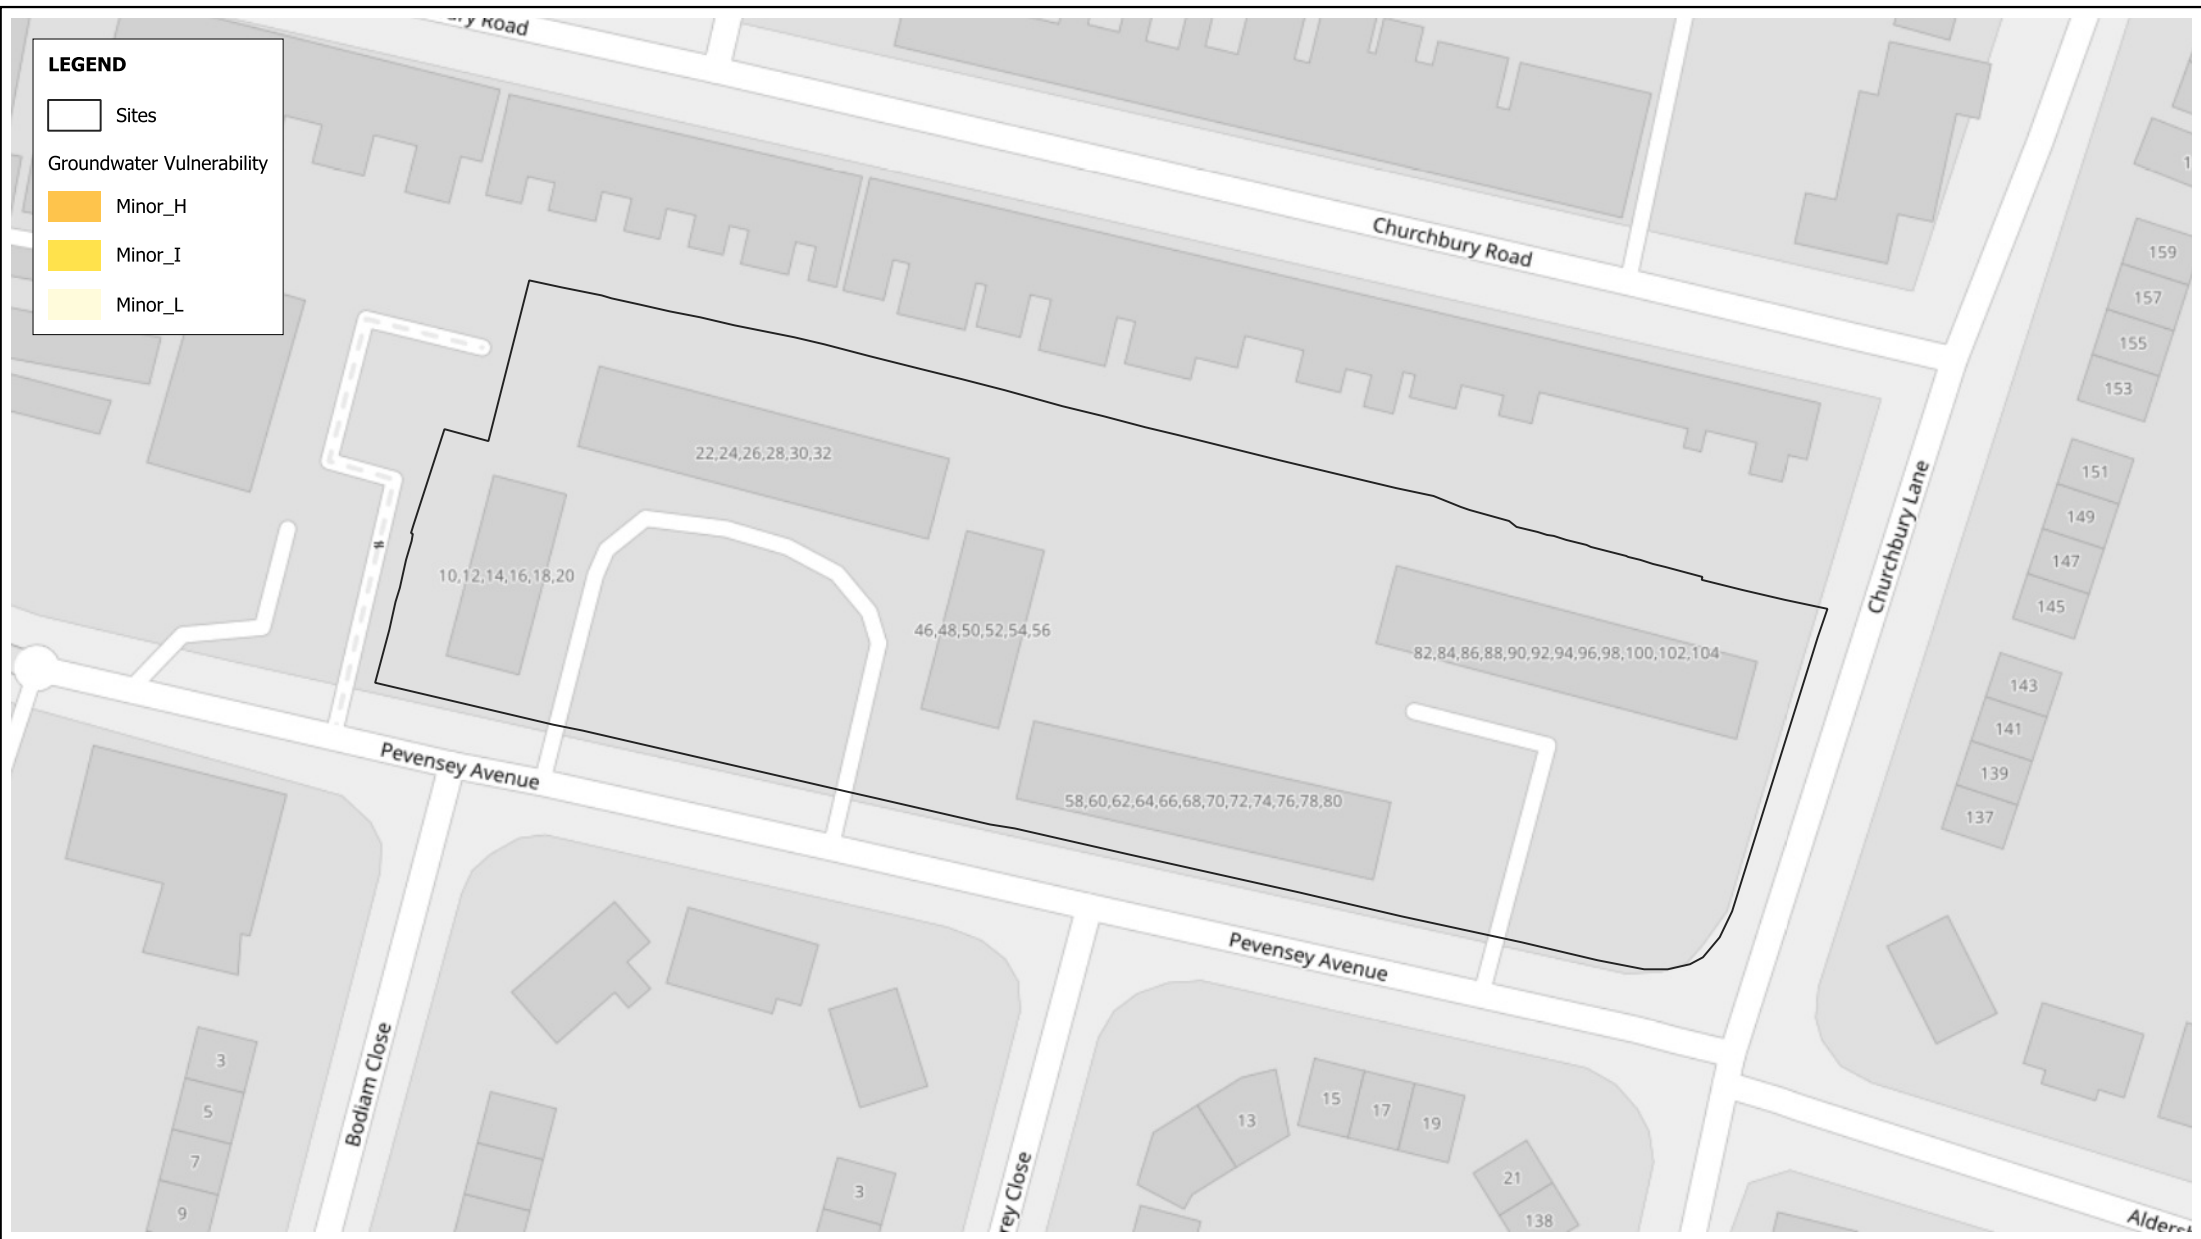 LEGEND
Sites
Groundwater Vulnerability
Minor_H
Minor_I
Minor_L
Road
Churchbury Road
159
157
155
153
151
149
147
145
143
141
139
137
Churchbury Lane
22,24,26,28,30,32
10,12,14,16,18,20
46,48,50,52,54,56
82,84,86,88,90,92,94,96,98,100,102,104
58,60,62,64,66,68,70,72,74,76,78,80
Pevensey Avenue
Pevensey Avenue
Bodiam Close
Close
3
5
7
9
3
13
15
17
19
21
138